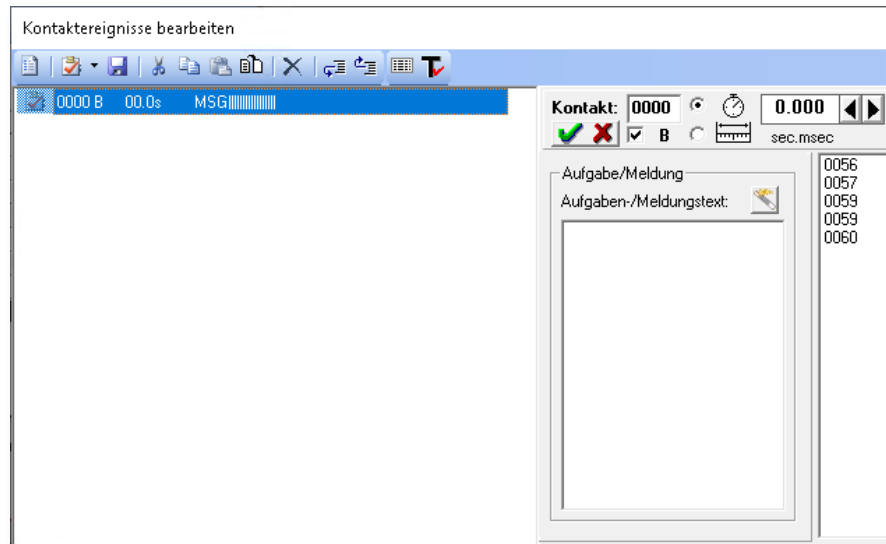 Kontaktereignisse bearbeiten
0000 B 00.0s MSG||||||||||||||||
Kontakt: 0000 0.000
B sec.msec
Aufgabe/Meldung
Aufgaben-/Meldungstext:
0056
0057
0059
0059
0060